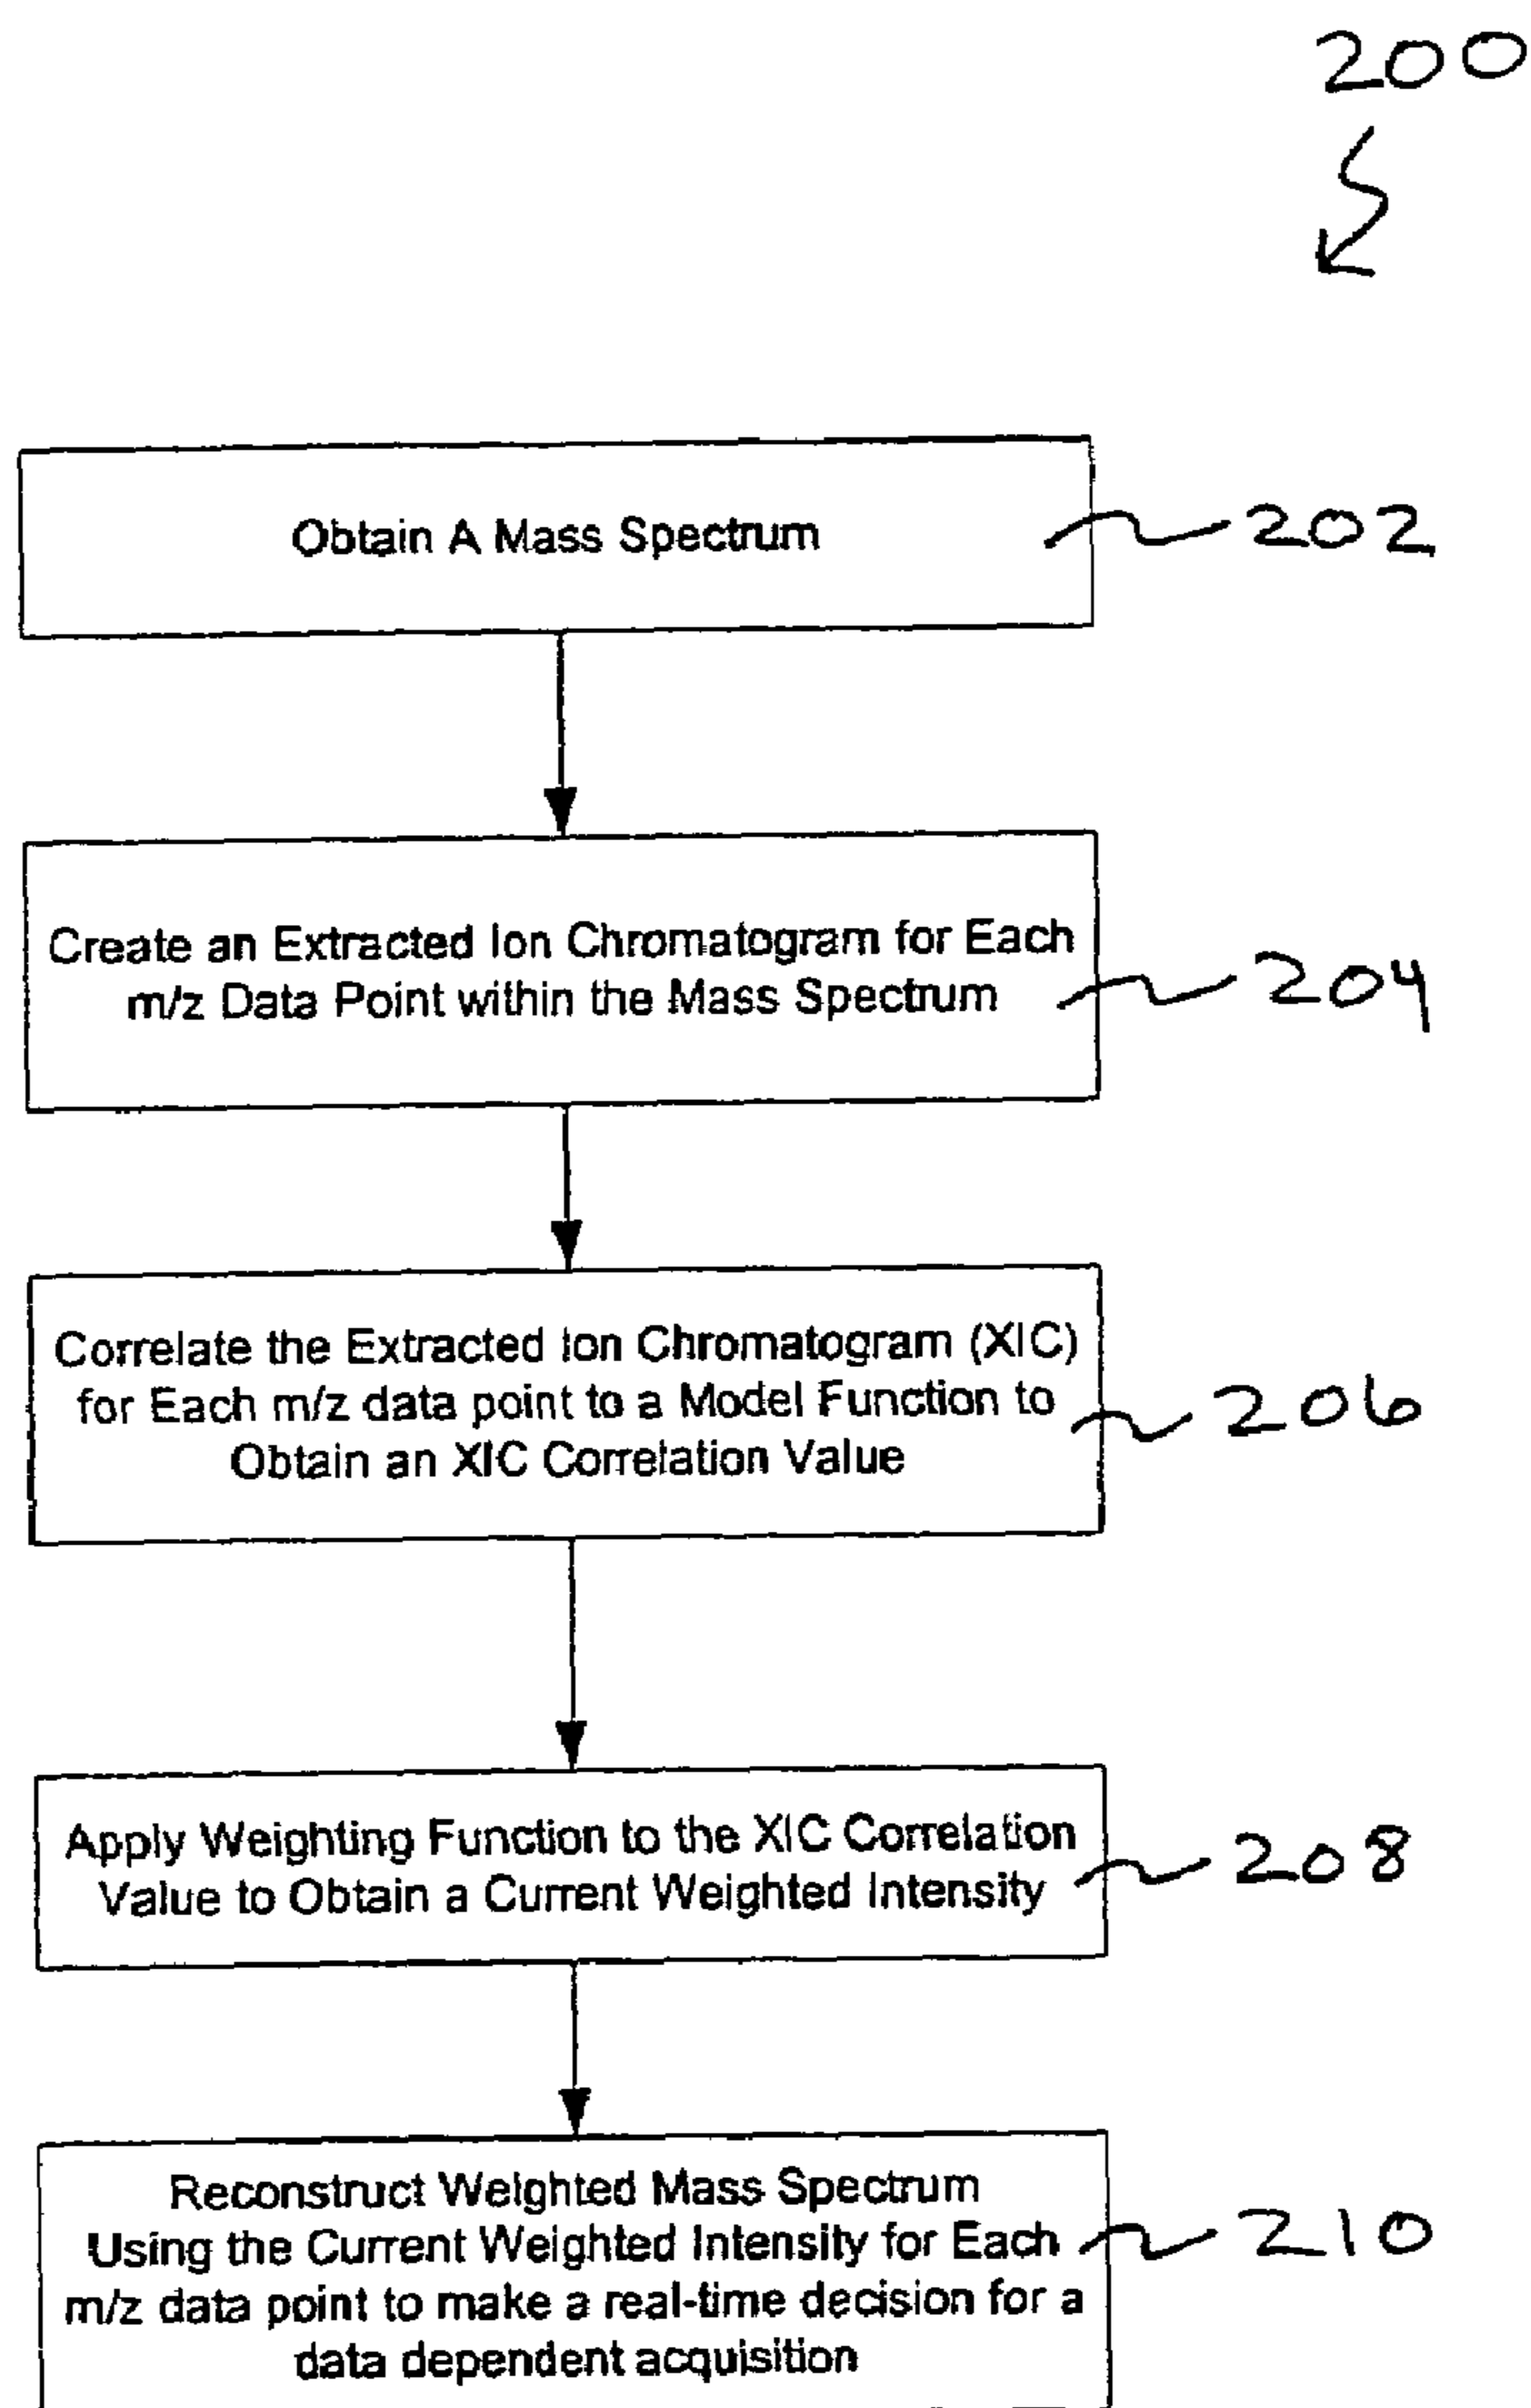 200
Obtain A Mass Spectrum
202
Create an Extracted Ion Chromatogram for Each
m/z Data Point within the Mass Spectrum
204
Correlate the Extracted Ion Chromatogram (XIC)
for Each m/z data point to a Model Function to
Obtain an XIC Correlation Value
206
Apply Weighting Function to the XIC Correlation
Value to Obtain a Current Weighted Intensity
208
Reconstruct Weighted Mass Spectrum
Using the Current Weighted Intensity for Each
m/z data point to make a real-time decision for a
data dependent acquisition
210